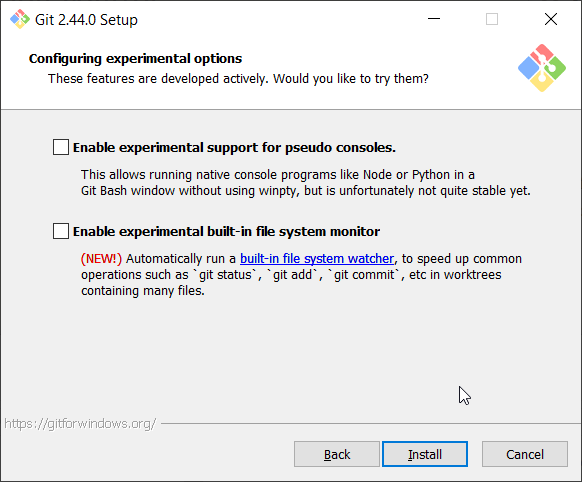 Git 2.44.0 Setup
Configuring experimental options
These features are developed actively. Would you like to try them?
Enable experimental support for pseudo consoles.
This allows running native console programs like Node or Python in a
Git Bash window without using winpty, but is unfortunately not quite stable yet.
Enable experimental built-in file system monitor
(NEW!) Automatically run a built-in file system watcher, to speed up common
operations such as `git status`, `git add`, `git commit`, etc in worktrees
containing many files.
https://gitforwindows.org/
Back Install Cancel